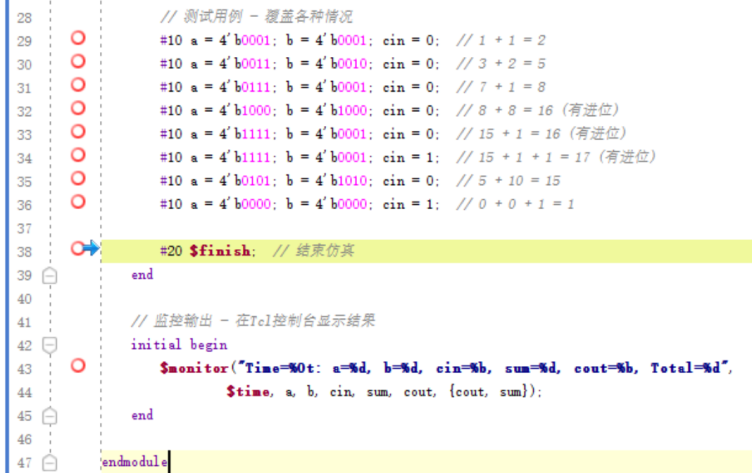 28 // 测试用例 - 覆盖各种情况
29 #10 a = 4'b0001; b = 4'b0001; cin = 0; // 1 + 1 = 2
30 #10 a = 4'b0011; b = 4'b0010; cin = 0; // 3 + 2 = 5
31 #10 a = 4'b0111; b = 4'b0001; cin = 0; // 7 + 1 = 8
32 #10 a = 4'b1000; b = 4'b1000; cin = 0; // 8 + 8 = 16 (有进位)
33 #10 a = 4'b1111; b = 4'b0001; cin = 0; // 15 + 1 = 16 (有进位)
34 #10 a = 4'b1111; b = 4'b0001; cin = 1; // 15 + 1 + 1 = 17 (有进位)
35 #10 a = 4'b0101; b = 4'b1010; cin = 0; // 5 + 10 = 15
36 #10 a = 4'b0000; b = 4'b0000; cin = 1; // 0 + 0 + 1 = 1
37
38 #20 $finish; // 结束仿真
39 end
40
41 // 监控输出 - 在Tcl控制台显示结果
42 initial begin
43 $monitor("Time=%0t: a=%d, b=%d, cin=%b, sum=%d, cout=%b, Total=%d",
44 $time, a, b, cin, sum, cout, {cout, sum});
45 end
46
47 endmodule